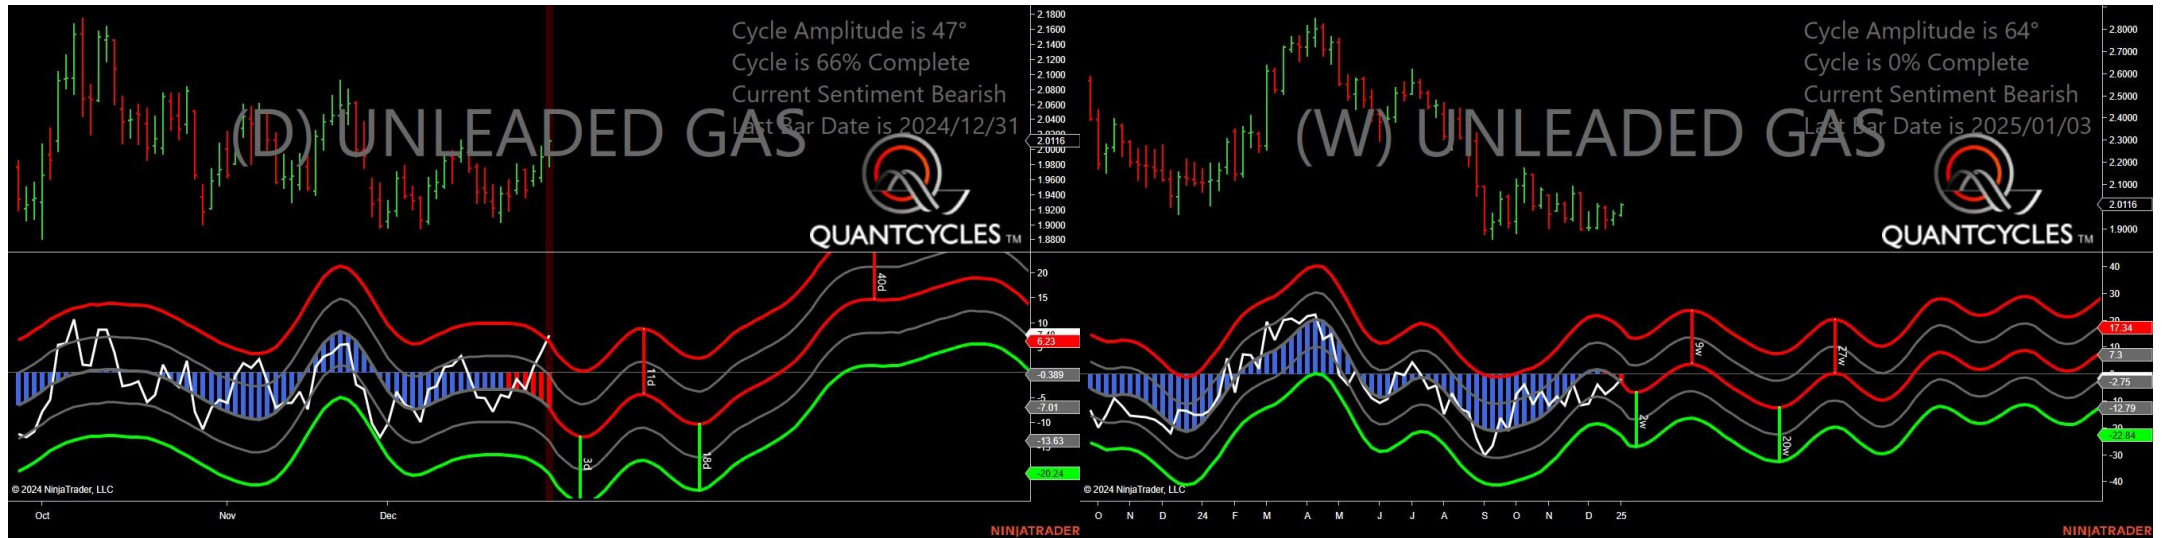 Cycle Amplitude is 47°
Cycle is 66% Complete
Current Sentiment Bearish
Last Bar Date is 2024/12/31
(D) UNLEADED GAS
QUANTCYCLES TM
2.1800
2.1600
2.1400
2.1200
2.1000
2.0800
2.0600
2.0400
2.0116
2.0000
1.9800
1.9600
1.9400
1.9200
1.9000
1.8800
20
15
10
6.23
-0.389
-5
-7.01
-10
-13.63
-20.24
40d
11d
3d
18d
© 2024 NinjaTrader, LLC
Oct
Nov
Dec
NINJATRADER
Cycle Amplitude is 64°
Cycle is 0% Complete
Current Sentiment Bearish
Last Bar Date is 2025/01/03
(W) UNLEADED GAS
QUANTCYCLES TM
2.8000
2.7000
2.6000
2.5000
2.4000
2.3000
2.2000
2.1000
2.0116
1.9000
40
30
17.34
7.3
-2.75
-12.79
-22.84
-30
-40
9w
27w
2w
20w
© 2024 NinjaTrader, LLC
O N D 24 F M A M J J A S O N D 25
NINJATRADER